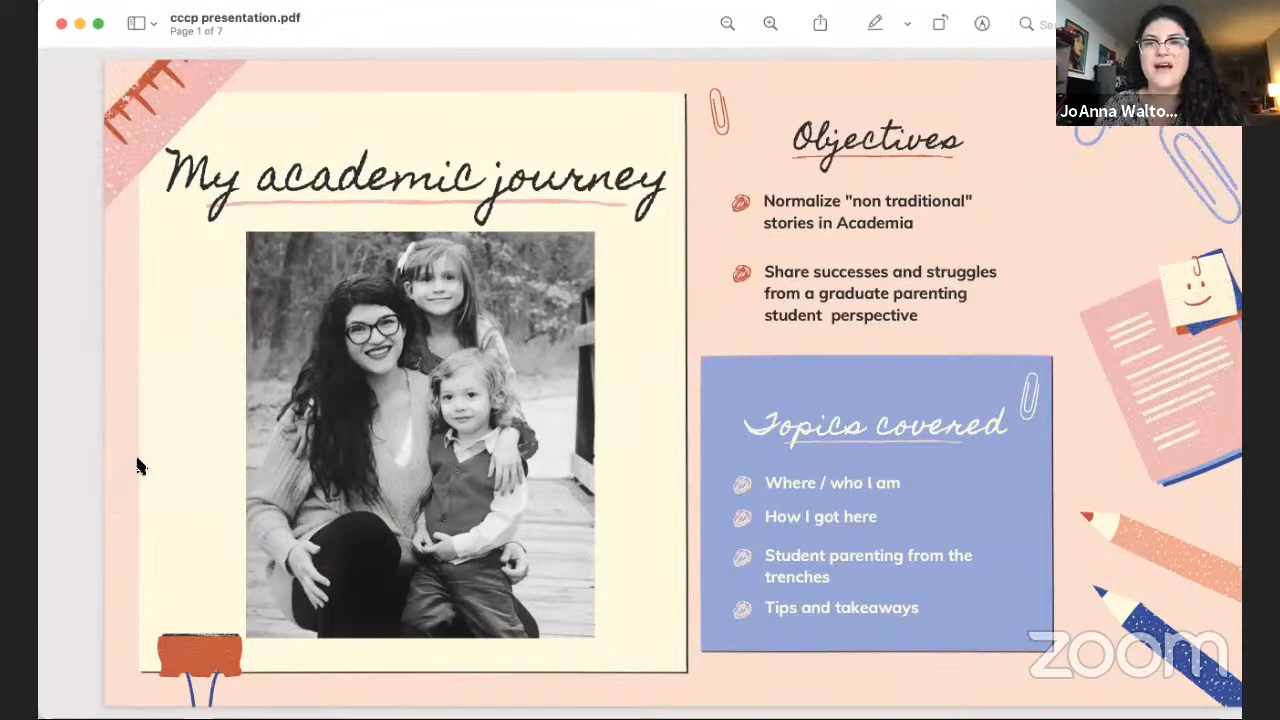 cccp presentation.pdf
Page 1 of 7
JoAnna Walto...
My academic journey
Objectives
Normalize "non traditional"
stories in Academia
Share successes and struggles
from a graduate parenting
student perspective
Topics covered
Where / who I am
How I got here
Student parenting from the
trenches
Tips and takeaways
zoom